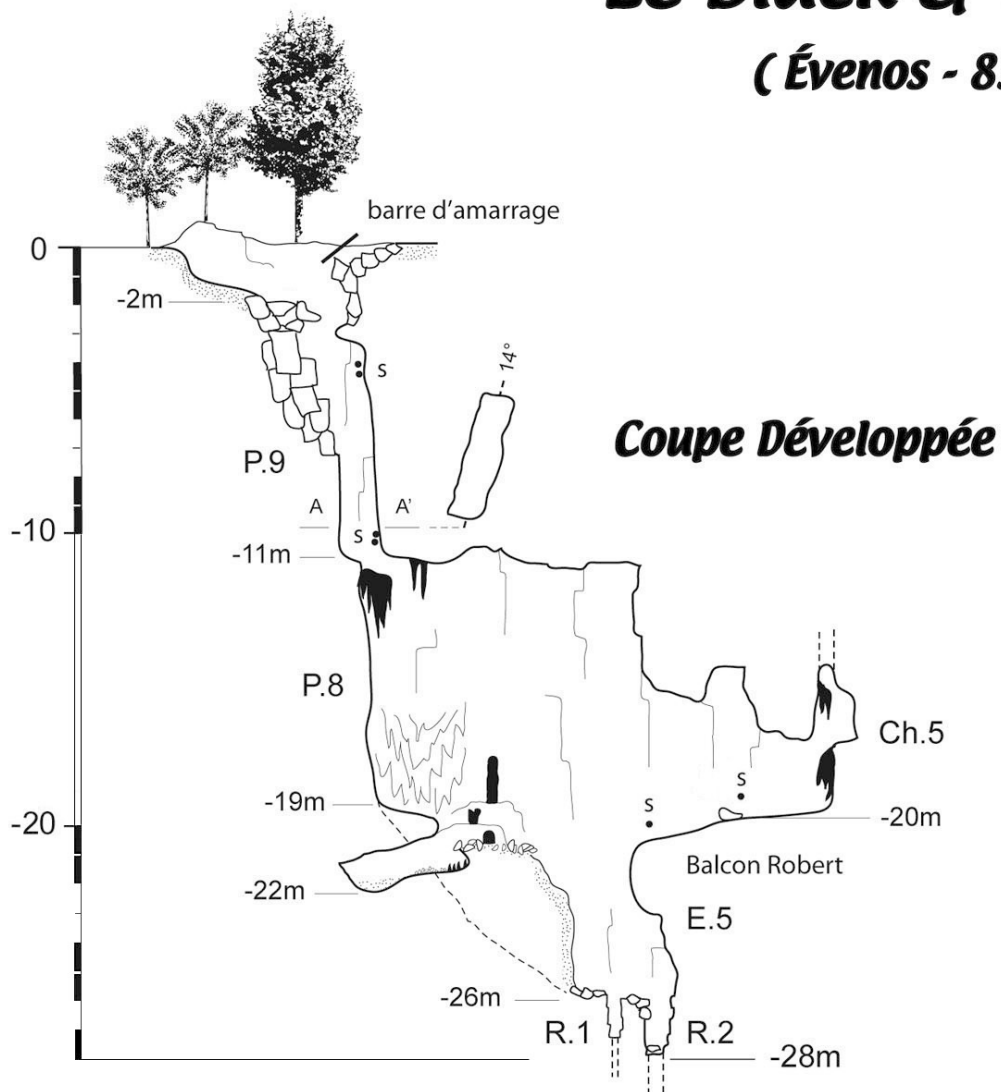 ( Évenos -
barre d'amarrage
0
-2m
S
14°
Coupe Développée
P.9
A
A'
S
-10
-11m
P.8
Ch.5
S
-19m
S
-20
-20m
Balcon Robert
-22m
E.5
-26m
R.1
R.2
-28m